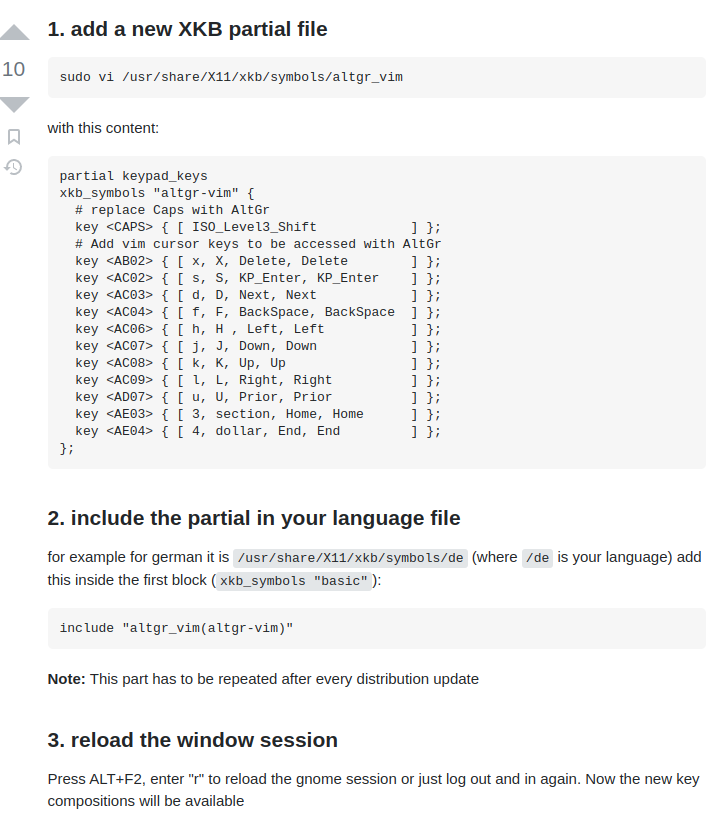 1. add a new XKB partial file
10
sudo vi /usr/share/X11/xkb/symbols/altgr_vim
with this content:
partial keypad_keys
xkb_symbols "altgr-vim" {
  # replace Caps with AltGr
  key <CAPS> { [ ISO_Level3_Shift            ] };
  # Add vim cursor keys to be accessed with AltGr
  key <AB02> { [ x, X, Delete, Delete        ] };
  key <AC02> { [ s, S, KP_Enter, KP_Enter    ] };
  key <AC03> { [ d, D, Next, Next            ] };
  key <AC04> { [ f, F, BackSpace, BackSpace  ] };
  key <AC06> { [ h, H , Left, Left           ] };
  key <AC07> { [ j, J, Down, Down            ] };
  key <AC08> { [ k, K, Up, Up                ] };
  key <AC09> { [ l, L, Right, Right          ] };
  key <AD07> { [ u, U, Prior, Prior          ] };
  key <AE03> { [ 3, section, Home, Home      ] };
  key <AE04> { [ 4, dollar, End, End         ] };
};
2. include the partial in your language file
for example for german it is /usr/share/X11/xkb/symbols/de (where /de is your language) add
this inside the first block (xkb_symbols "basic"):
include "altgr_vim(altgr-vim)"
Note: This part has to be repeated after every distribution update
3. reload the window session
Press ALT+F2, enter "r" to reload the gnome session or just log out and in again. Now the new key
compositions will be available